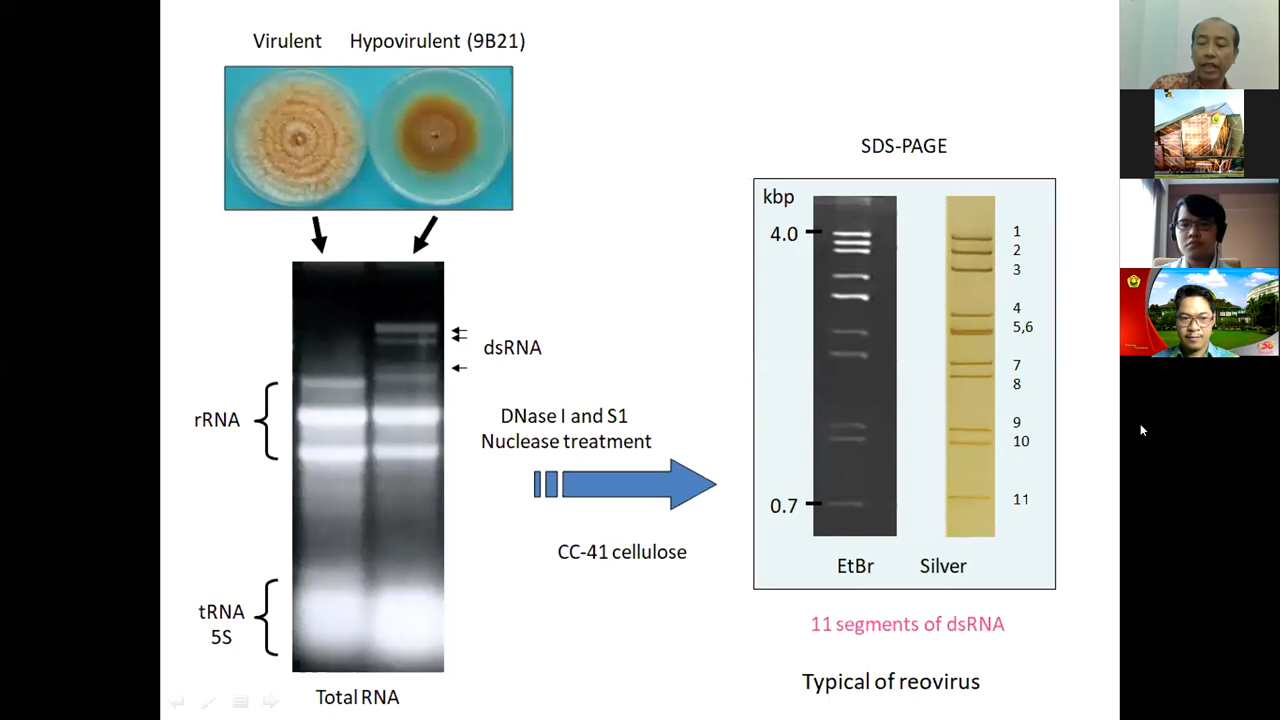 Virulent Hypovirulent (9B21)
SDS-PAGE
kbp
4.0
0.7
1
2
3
4
5,6
7
8
9
10
11
EtBr Silver
dsRNA
rRNA
DNase I and S1
Nuclease treatment
CC-41 cellulose
tRNA
5S
Total RNA
11 segments of dsRNA
Typical of reovirus